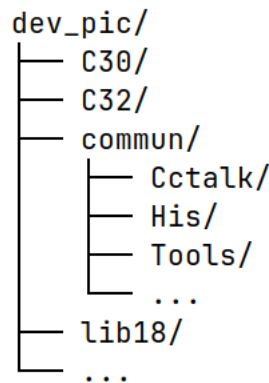 dev_pic/
C30/
C32/
commun/
Cctalk/
His/
Tools/
...
lib18/
...